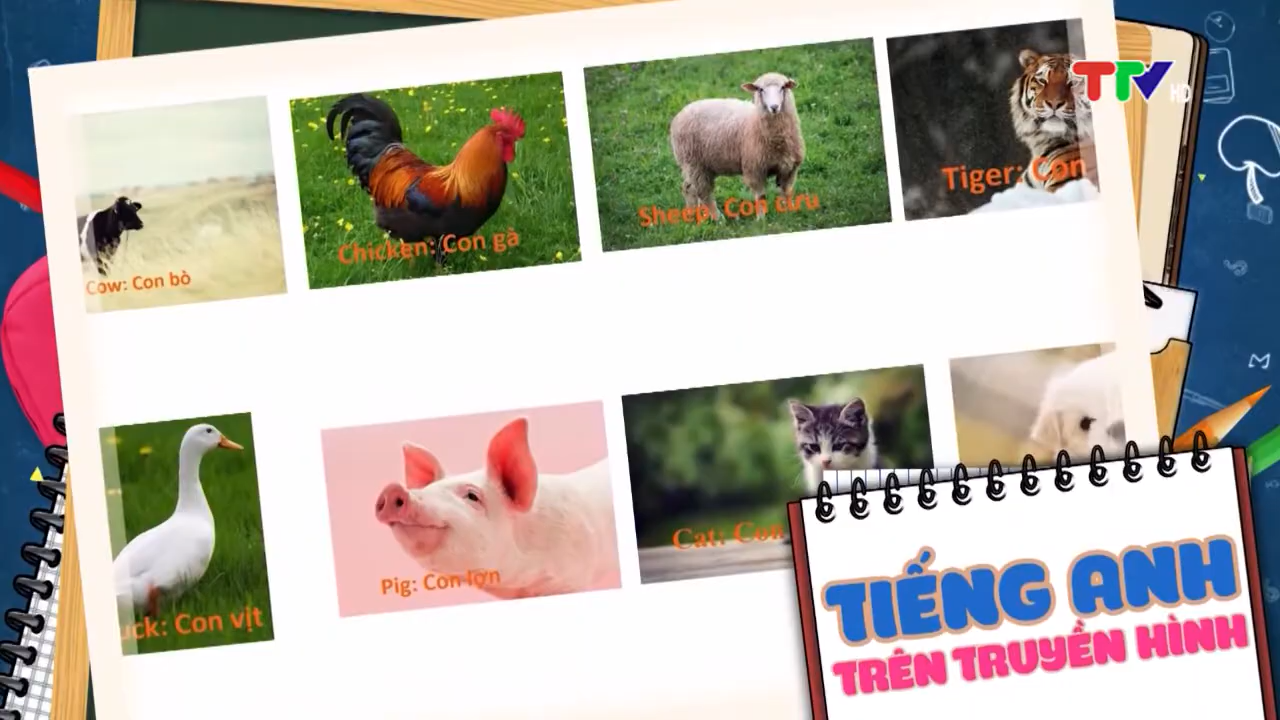 TTV HD
Cow: Con bò
Chicken: Con gà
Sheep: Con cừu
Tiger: Con
uck: Con vịt
Pig: Con lợn
Cat: Con
TIẾNG ANH
TRÊN TRUYỀN HÌNH